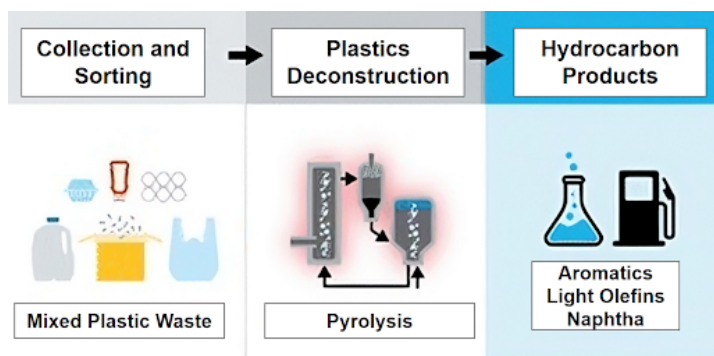 Collection and
Sorting
Plastics
Deconstruction
Hydrocarbon
Products
Mixed Plastic Waste
Pyrolysis
Aromatics
Light Olefins
Naphtha